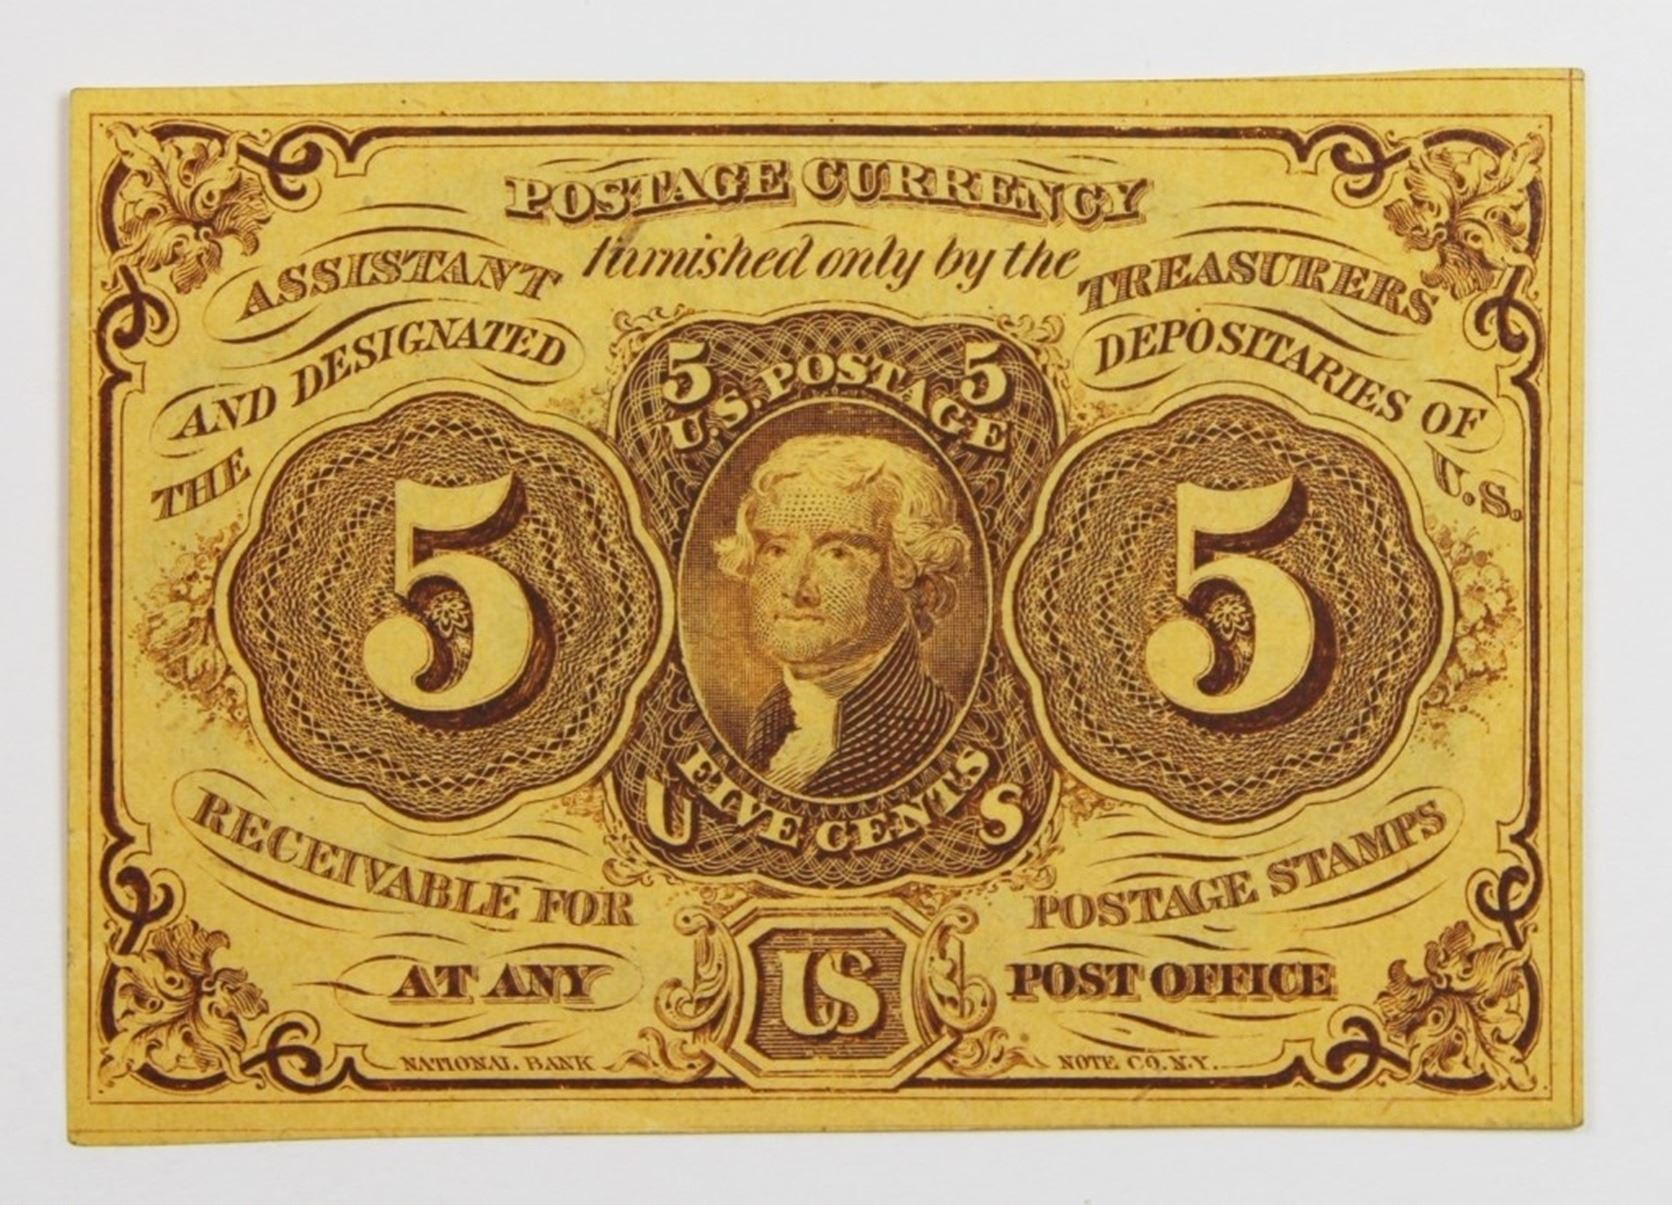 POSTAGE CURRENCY
furnished only by the
ASSISTANT TREASURERS
AND DESIGNATED DEPOSITARIES OF
THE U.S.
5 5
U.S. POSTAGE
5 5
U FIVE CENTS S
RECEIVABLE FOR POSTAGE STAMPS
AT ANY US POST OFFICE
NATIONAL BANK NOTE CO. N.Y.